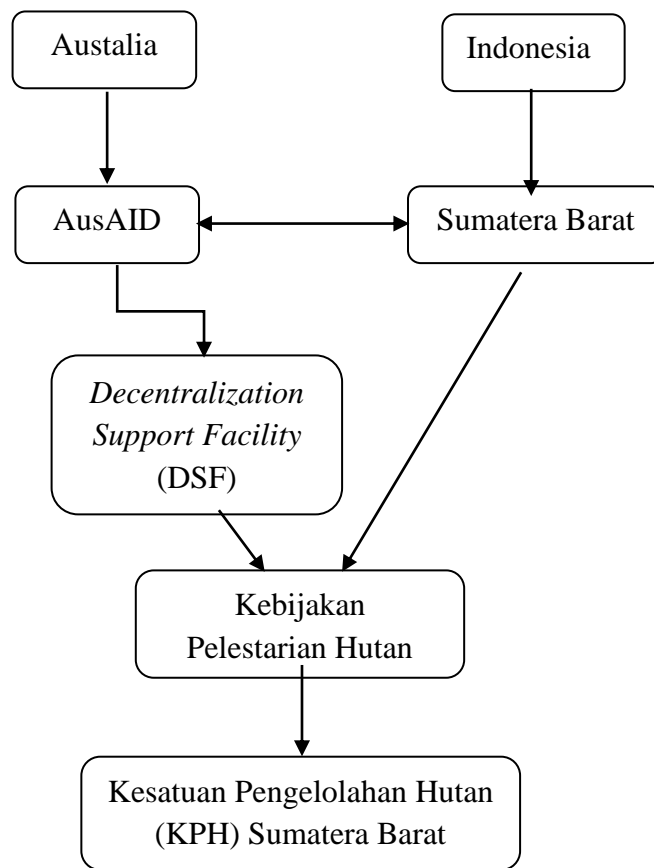 Austalia
Indonesia
AusAID
Sumatera Barat
Decentralization
Support Facility
(DSF)
Kebijakan
Pelestarian Hutan
Kesatuan Pengelolahan Hutan
(KPH) Sumatera Barat